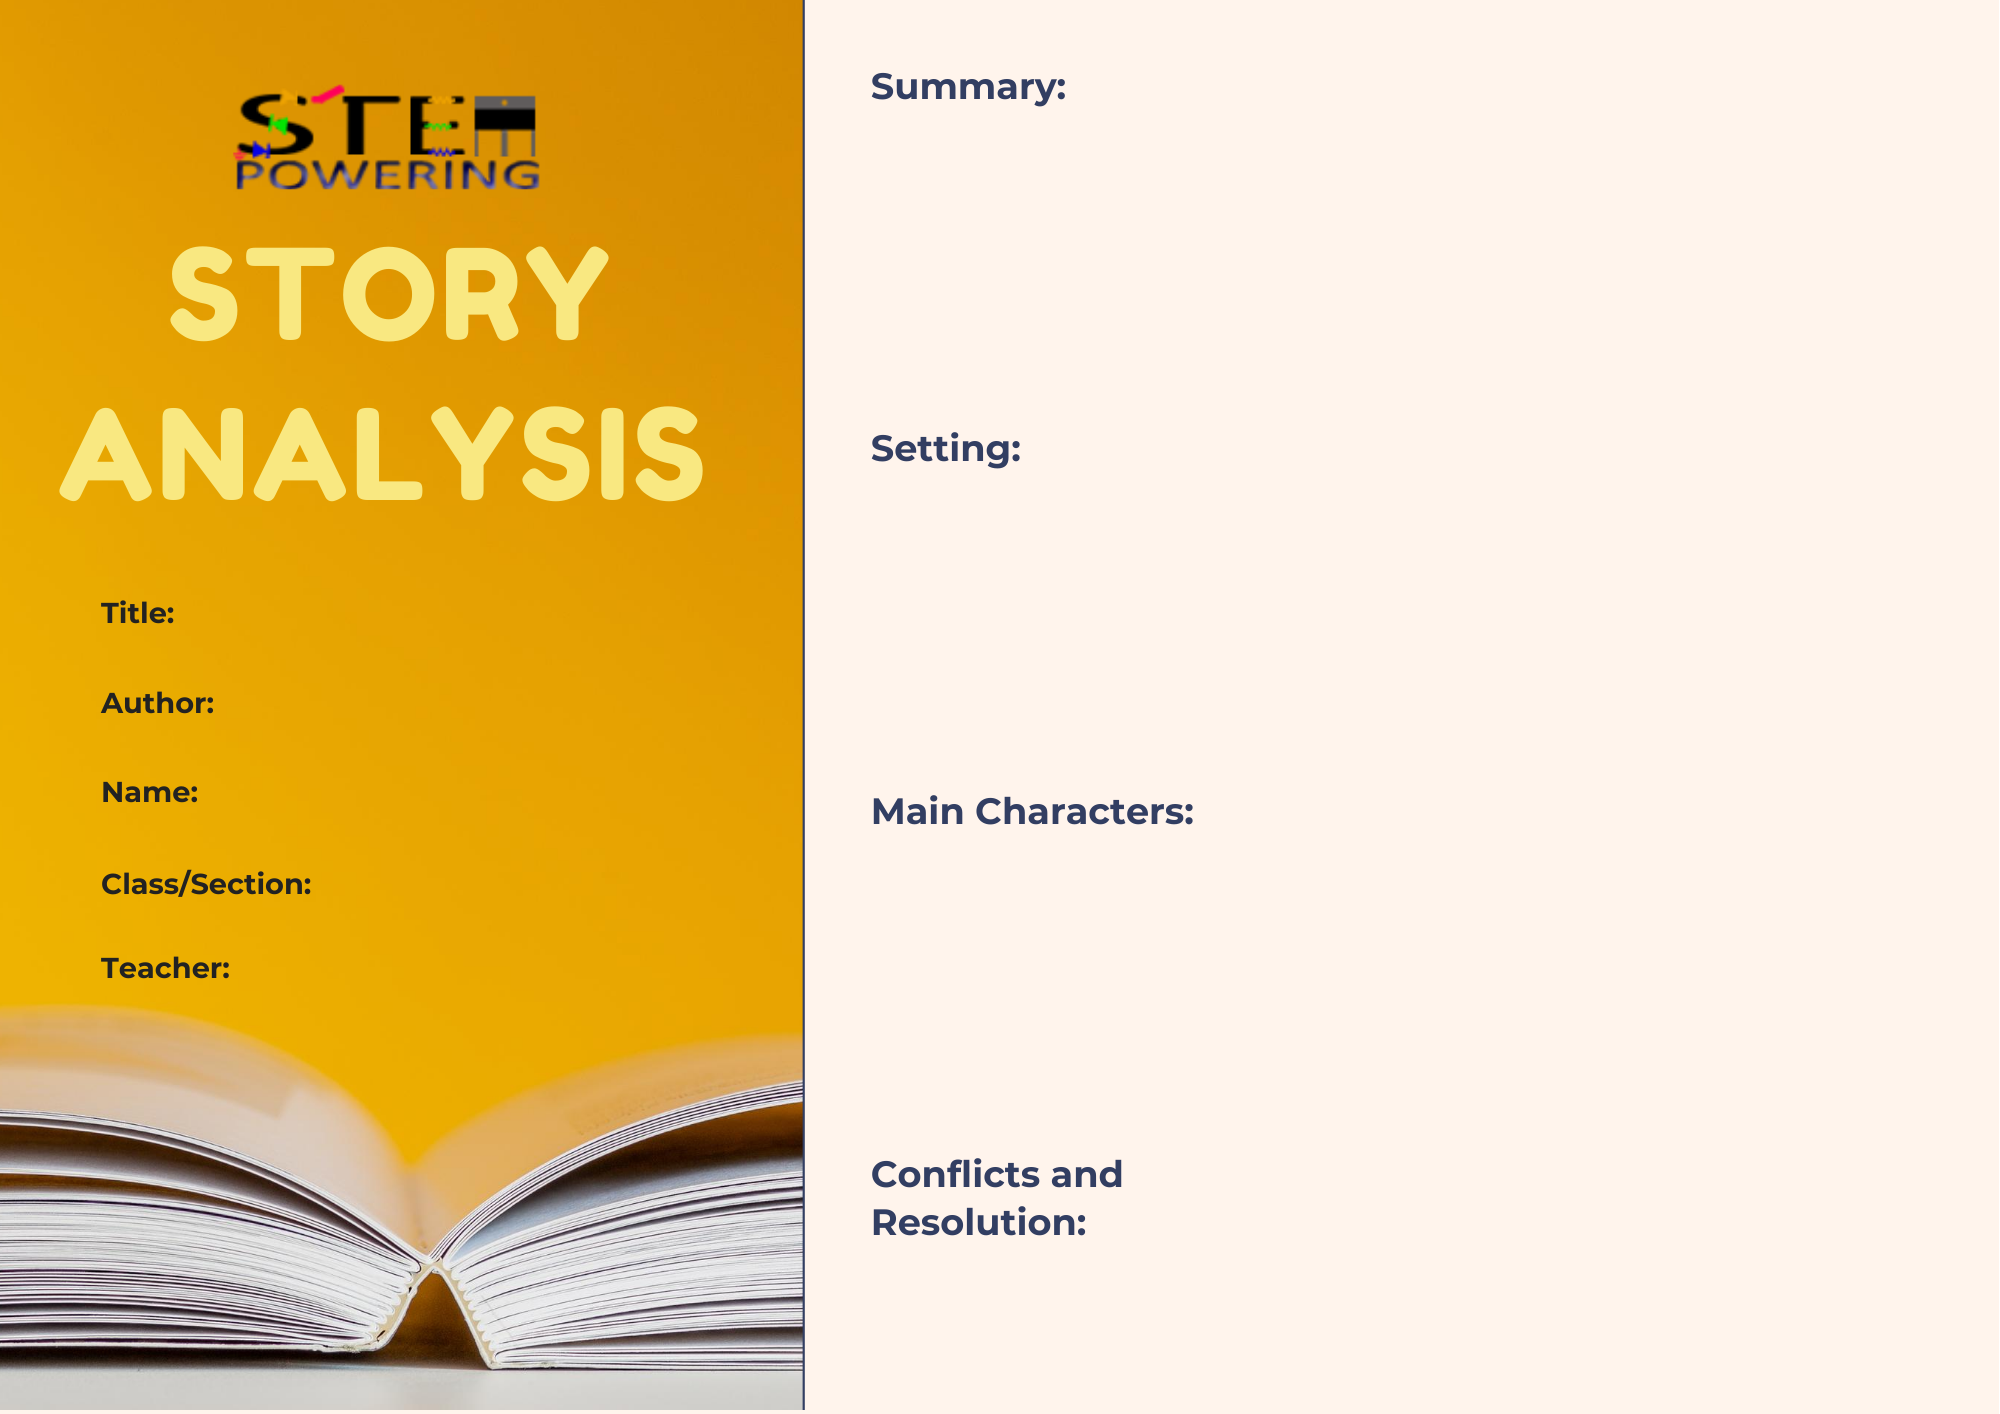 STEM
POWERING
STORY
ANALYSIS
Title:
Author:
Name:
Class/Section:
Teacher:
Summary:
Setting:
Main Characters:
Conflicts and
Resolution: